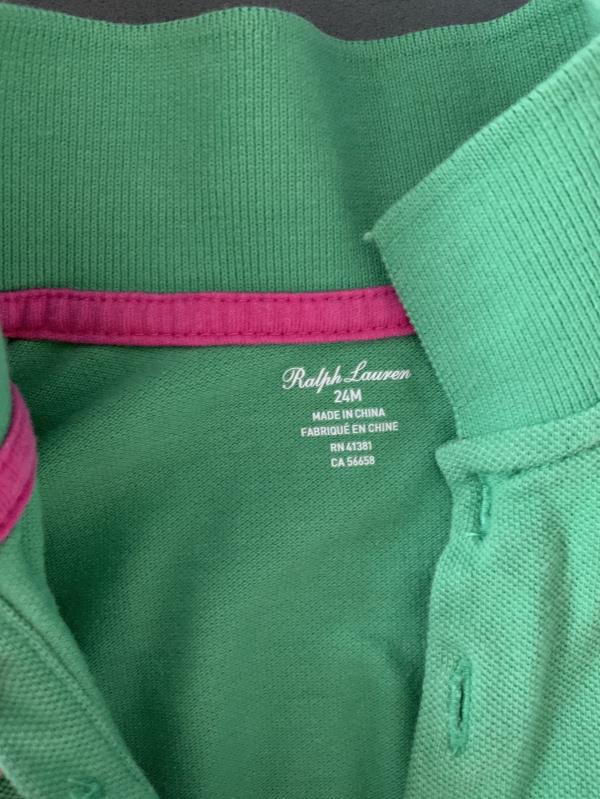 Ralph Lauren
24M
MADE IN CHINA
FABRIQUÉ EN CHINE
RN 41381
CA 56658